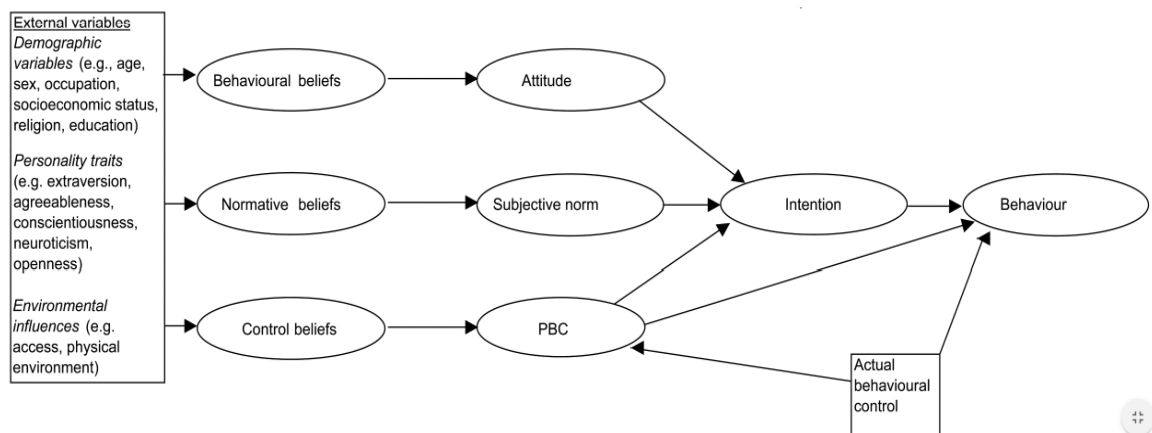 External variables
Demographic
variables (e.g., age,
sex, occupation,
socioeconomic status,
religion, education)
Personality traits
(e.g. extraversion,
agreeableness,
conscientiousness,
neuroticism,
openness)
Environmental
influences (e.g.
access, physical
environment)
Behavioural beliefs
Attitude
Normative beliefs
Subjective norm
Intention
Behaviour
Control beliefs
PBC
Actual
behavioural
control